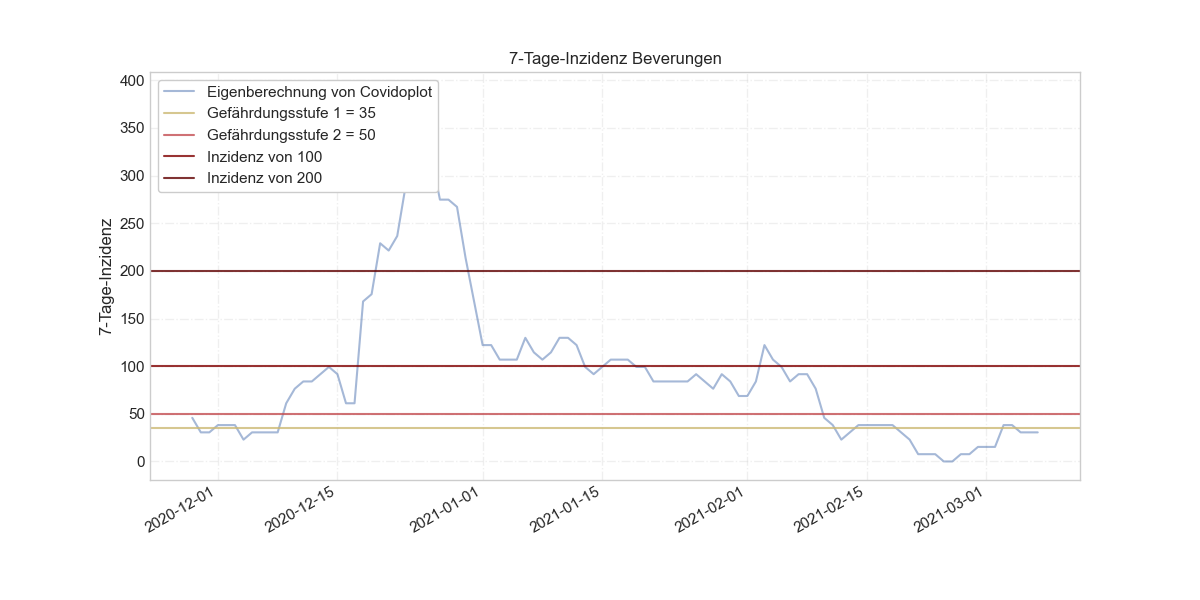 7-Tage-Inzidenz Beverungen
400
350
300
250
200
150
100
50
0
7-Tage-Inzidenz
Eigenberechnung von Covidoplot
Gefährdungsstufe 1 = 35
Gefährdungsstufe 2 = 50
Inzidenz von 100
Inzidenz von 200
2020-12-01
2020-12-15
2021-01-01
2021-01-15
2021-02-01
2021-02-15
2021-03-01